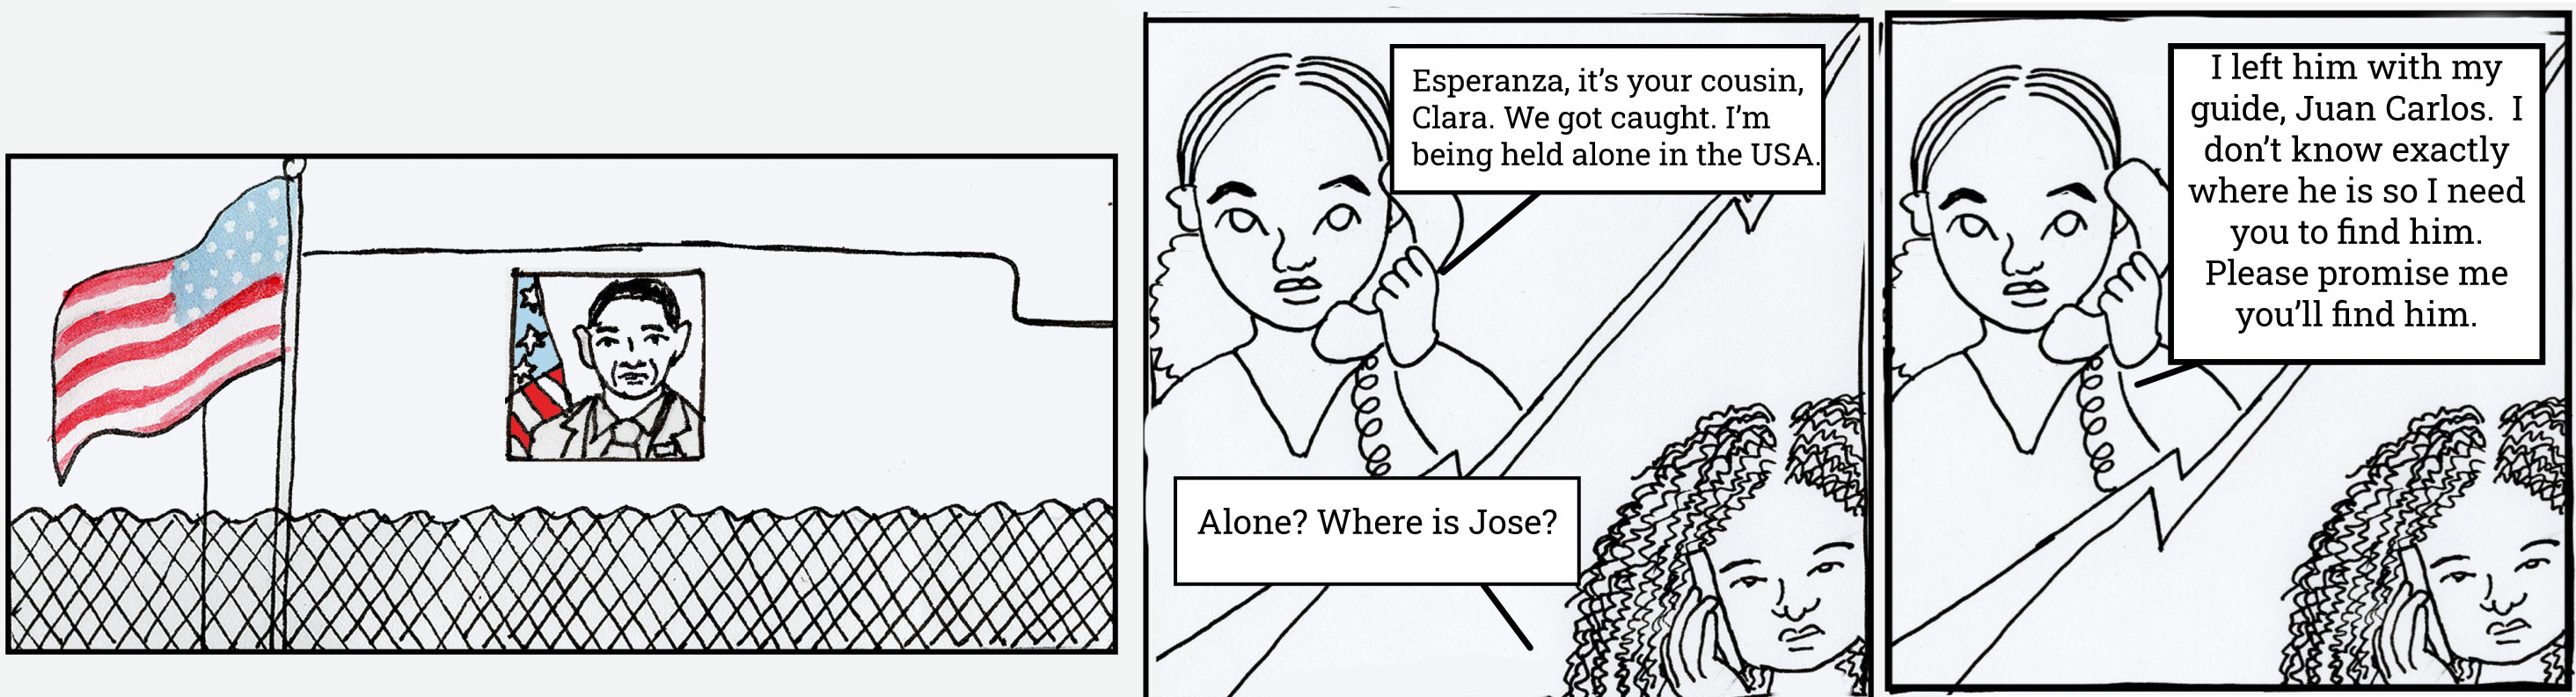 Esperanza, it’s your cousin,
Clara. We got caught. I’m
being held alone in the USA.
Alone? Where is Jose?
I left him with my
guide, Juan Carlos.  I
don’t know exactly
where he is so I need
you to find him.
Please promise me
you’ll find him.